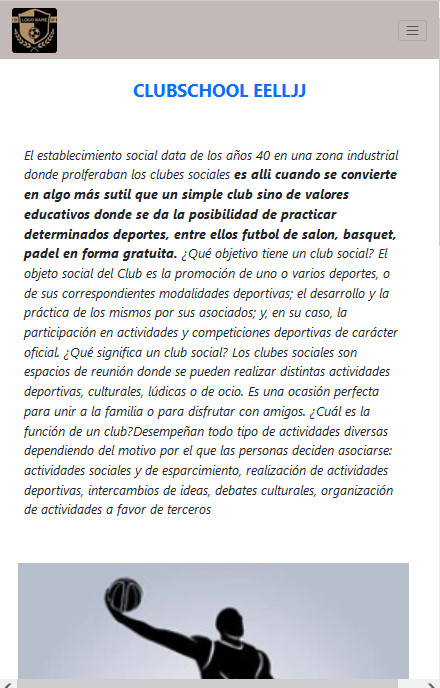 LOGO NAME
CLUBSCHOOL EELLJJ
El establecimiento social data de los años 40 en una zona industrial
donde prolferaban los clubes sociales es alli cuando se convierte
en algo más sutil que un simple club sino de valores
educativos donde se da la posibilidad de practicar
determinados deportes, entre ellos futbol de salon, basquet,
padel en forma gratuita. ¿Qué objetivo tiene un club social? El
objeto social del Club es la promoción de uno o varios deportes, o
de sus correspondientes modalidades deportivas; el desarrollo y la
práctica de los mismos por sus asociados; y, en su caso, la
participación en actividades y competiciones deportivas de carácter
oficial. ¿Qué significa un club social? Los clubes sociales son
espacios de reunión donde se pueden realizar distintas actividades
deportivas, culturales, lúdicas o de ocio. Es una ocasión perfecta
para unir a la familia o para disfrutar con amigos. ¿Cuál es la
función de un club?Desempeñan todo tipo de actividades diversas
dependiendo del motivo por el que las personas deciden asociarse:
actividades sociales y de esparcimiento, realización de actividades
deportivas, intercambios de ideas, debates culturales, organización
de actividades a favor de terceros